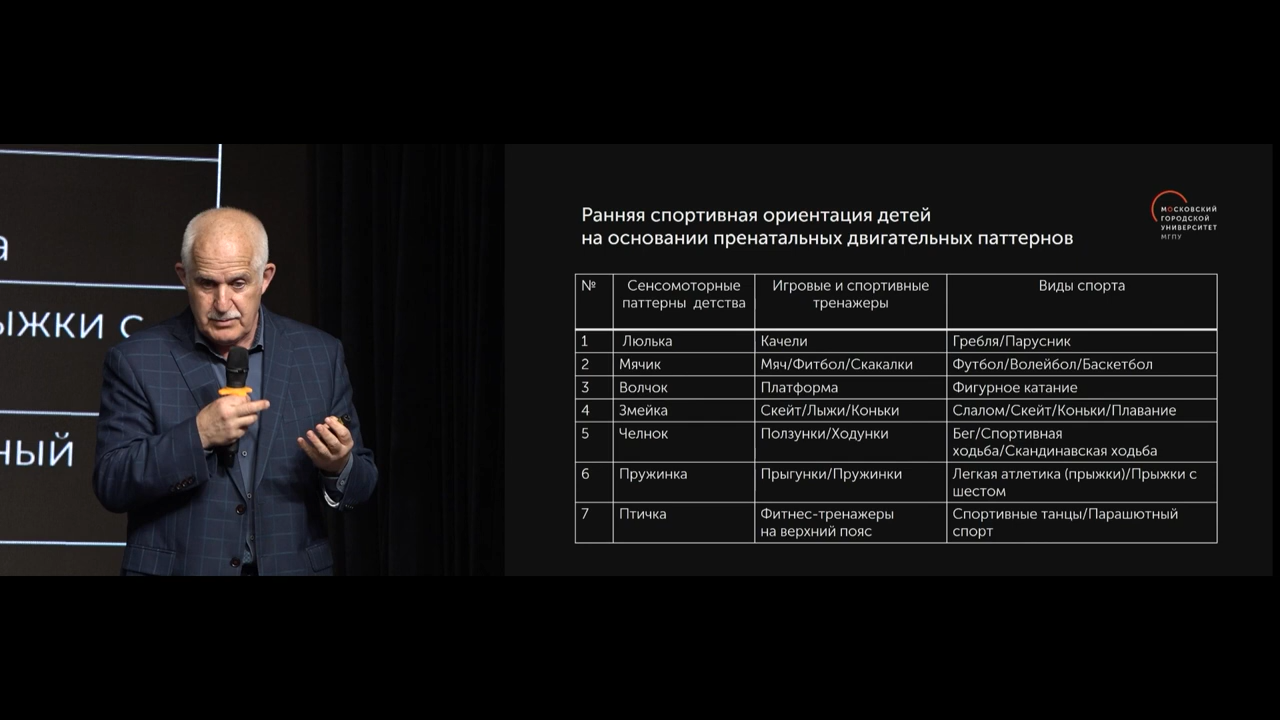 а
ыжки с
ный
Ранняя спортивная ориентация детей
на основании пренатальных двигательных паттернов
МОСКОВСКИЙ
ГОРОДСКОЙ
УНИВЕРСИТЕТ
МГПУ
№ Сенсомоторные паттерны детства Игровые и спортивные тренажеры Виды спорта
1 Люлька Качели Гребля/Парусник
2 Мячик Мяч/Фитбол/Скакалки Футбол/Волейбол/Баскетбол
3 Волчок Платформа Фигурное катание
4 Змейка Скейт/Лыжи/Коньки Слалом/Скейт/Коньки/Плавание
5 Челнок Ползунки/Ходунки Бег/Спортивная
ходьба/Скандинавская ходьба
6 Пружинка Прыгунки/Пружинки Легкая атлетика (прыжки)/Прыжки с
шестом
7 Птичка Фитнес-тренажеры на верхний пояс Спортивные танцы/Парашютный
спорт